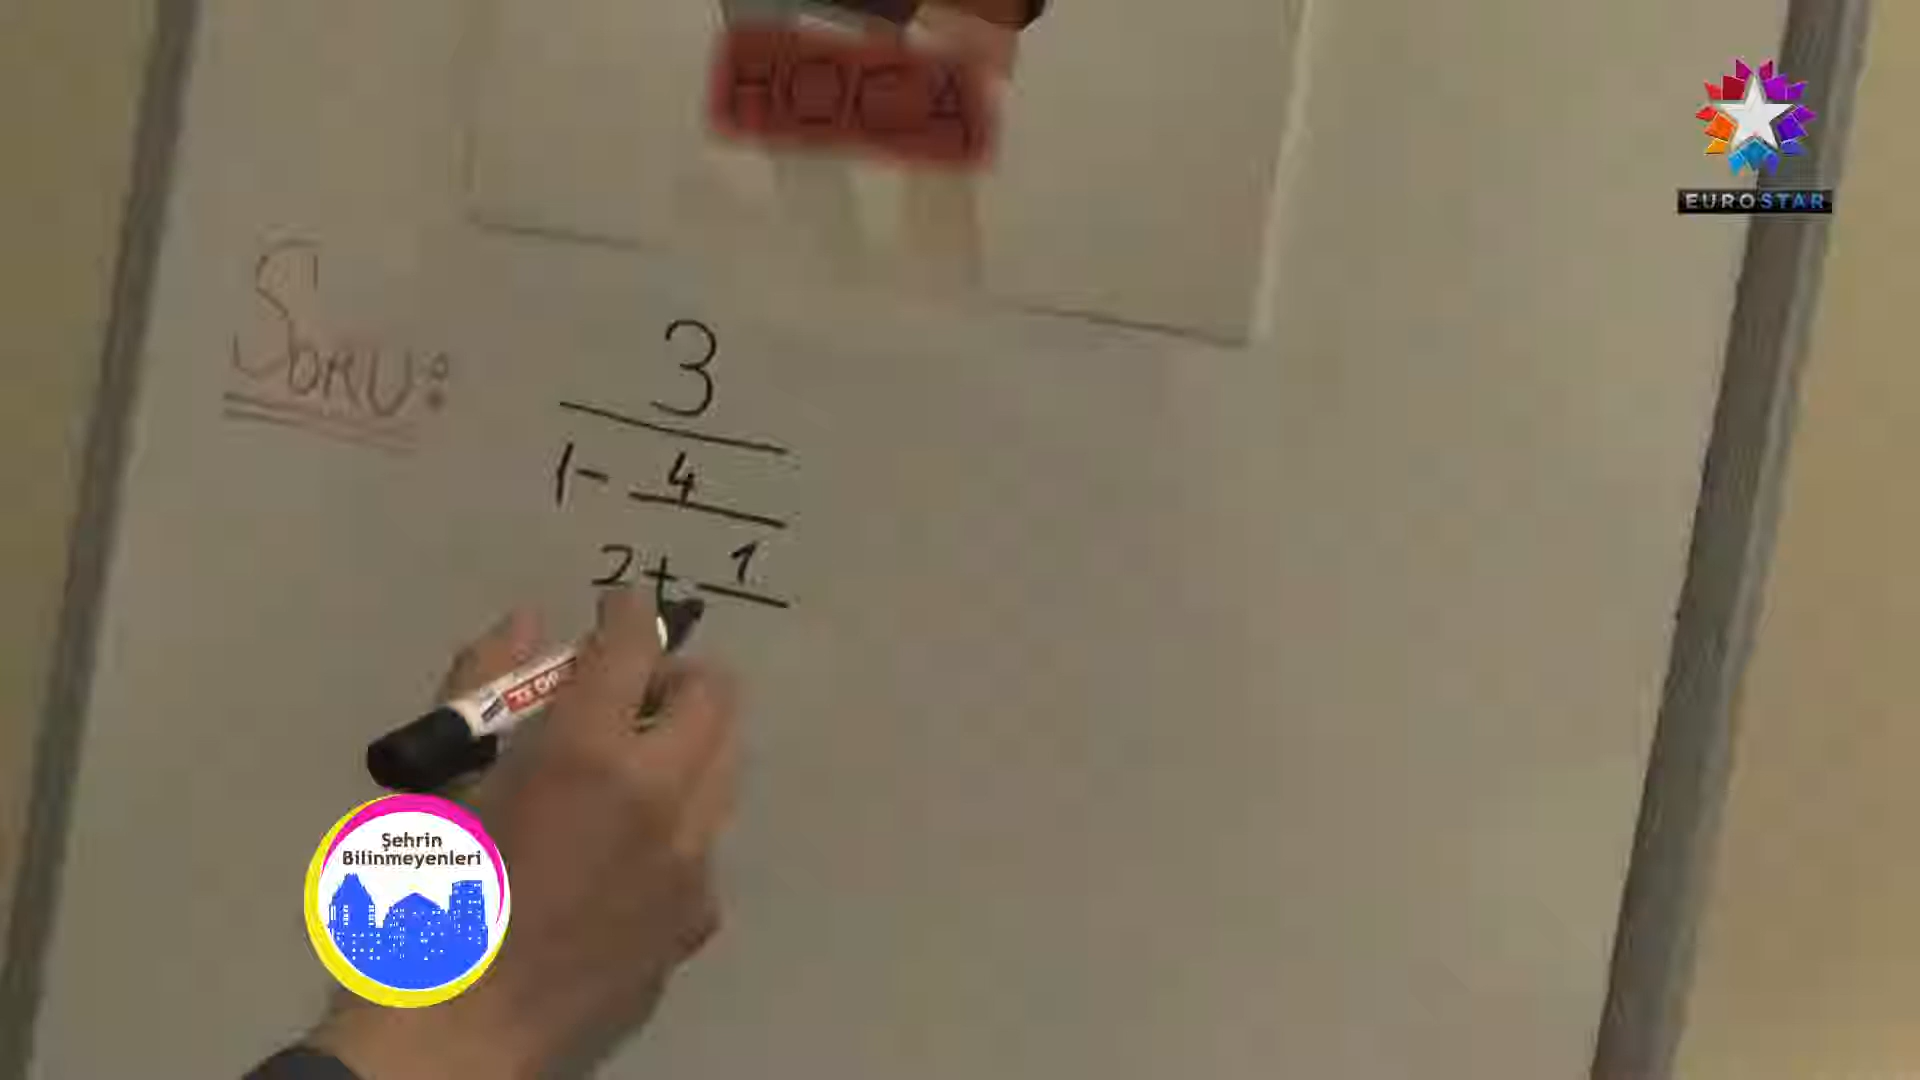 HOCA
EUROSTAR
SORU:
3
1- 4
2+ 1
Şehrin
Bilinmeyenleri